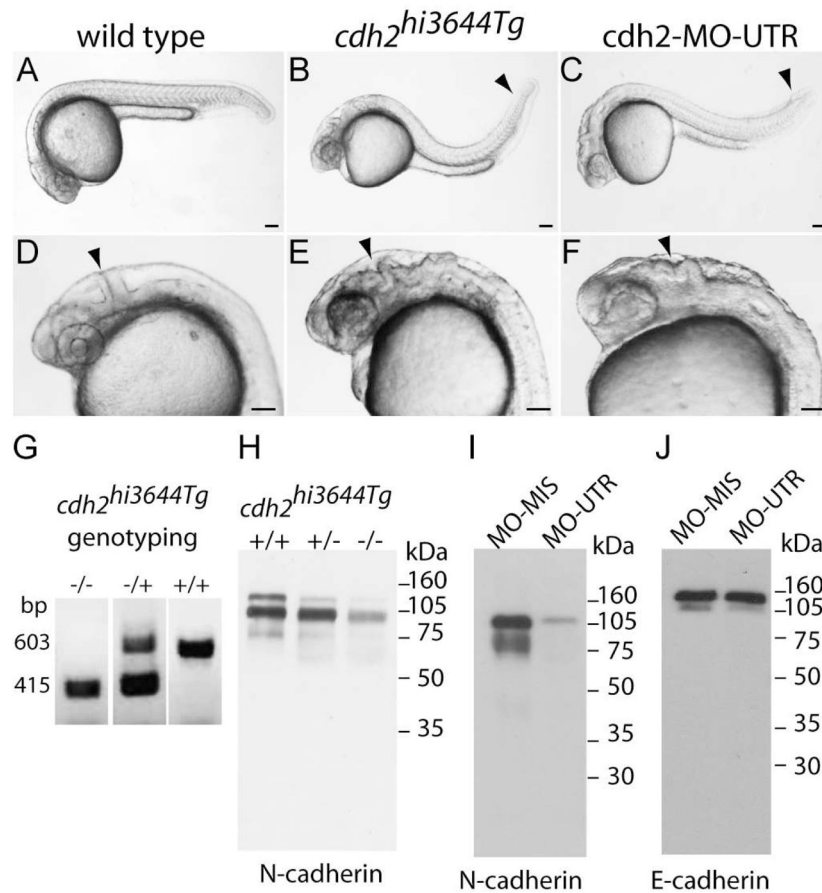 wild type
cdh2hi3644Tg
cdh2-MO-UTR
A
B
C
D
E
F
G
cdh2hi3644Tg
genotyping
-/- -/+ +/+
bp
603
415
H
cdh2hi3644Tg
+/+ +/- -/-
kDa
160
105
75
50
35
N-cadherin
I
MO-MIS
MO-UTR
kDa
160
105
75
50
35
30
N-cadherin
J
MO-MIS
MO-UTR
kDa
160
105
75
50
35
30
E-cadherin